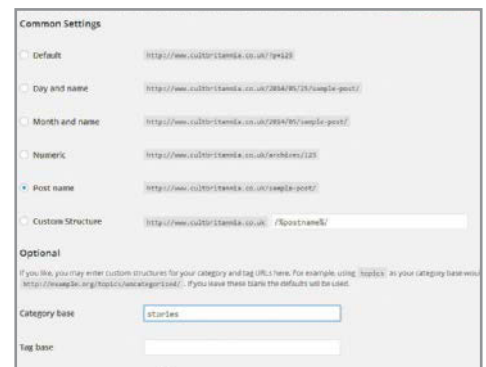 Common Settings
Default http://www.cultbritannia.co.uk/?p=123
Day and name http://www.cultbritannia.co.uk/2014/05/25/sample-post/
Month and name http://www.cultbritannia.co.uk/2014/05/sample-post/
Numeric http://www.cultbritannia.co.uk/archives/123
Post name http://www.cultbritannia.co.uk/sample-post/
Custom Structure http://www.cultbritannia.co.uk /%postname%/
Optional
If you like, you may enter custom structures for your category and tag URLs here. For example, using topics as your category base wou
http://example.org/topics/uncategorized/ . If you leave these blank the defaults will be used.
Category base stories
Tag base